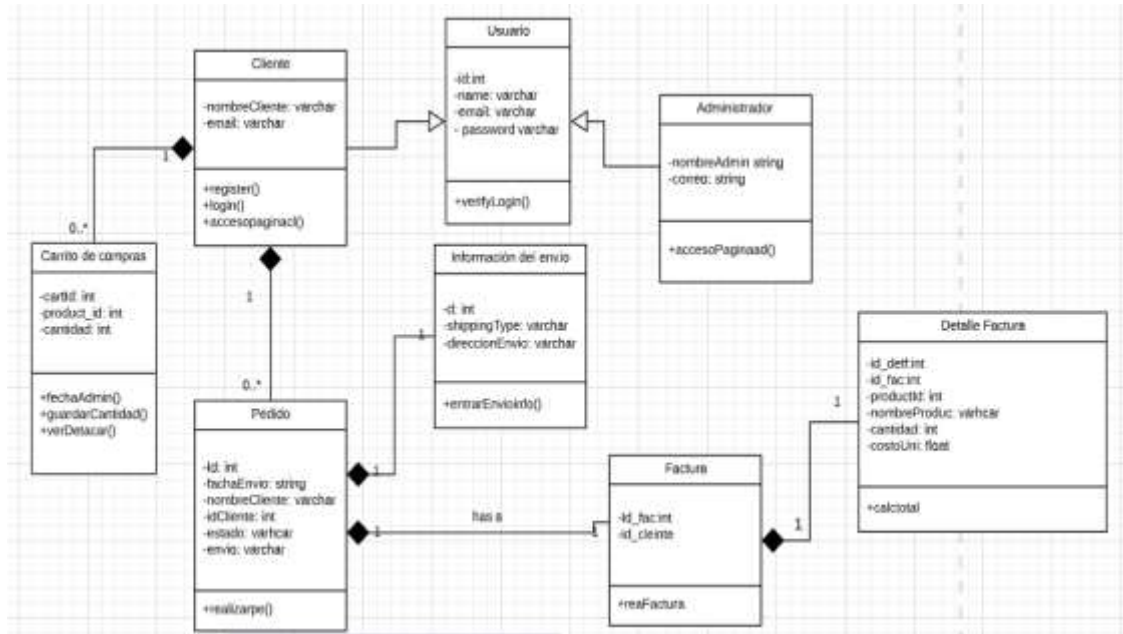 Usuario
-id:int
-name: varchar
-email: varchar
- password varchar
+verifyLogin()
Cliente
-nombreCliente: varchar
-email: varchar
+register()
+login()
+accesopaginacl()
Administrador
-nombreAdmin string
-correo: string
+accesoPaginaad()
1
0..*
Carrito de compras
-cartId: int
-product_id: int
-cantidad: int
+fechaAdmin()
+guardarCantidad()
+verDetacar()
1
0..*
Información del envio
-d: int
-shippingType: varchar
-direccionEnvio: varchar
+entrarEnvioInfo()
1
1
Pedido
-Id: int
-fachaEnvio: string
-nombreCliente: varchar
-idCliente: int
-estado: varhcar
-envio: varchar
+realizarpe()
1
has a
1
Factura
-Id_fac:int
-id_cleinte
+reaFactura
1
1
Detalle Factura
-id_detf:int
-id_fac:int
-productId: int
-nombreProduc: varhcar
-cantidad: int
-costoUni: float
+calctotal